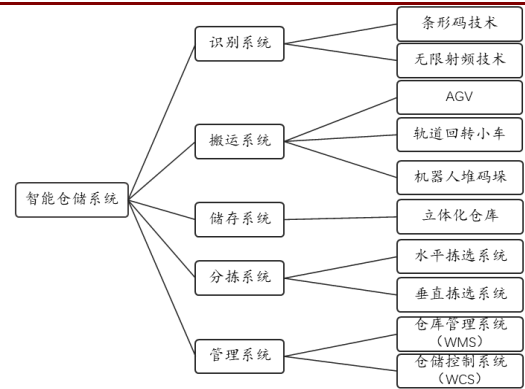 智能仓储系统
识别系统
条形码技术
无限射频技术
搬运系统
AGV
轨道回转小车
机器人堆码垛
储存系统
立体化仓库
分拣系统
水平拣选系统
垂直拣选系统
管理系统
仓库管理系统
（WMS）
仓储控制系统
（WCS）